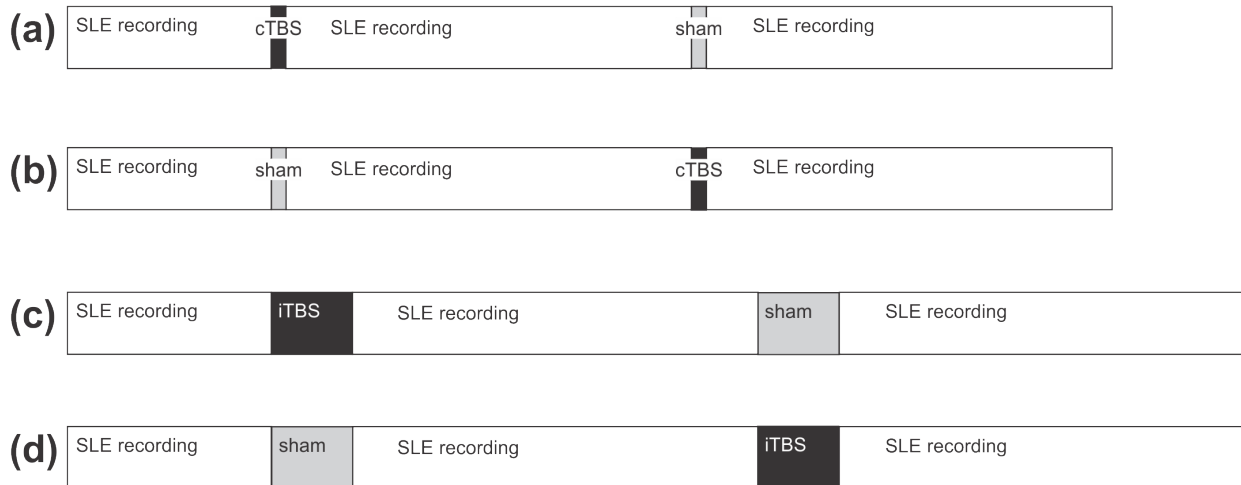 (a) SLE recording cTBS SLE recording sham SLE recording
(b) SLE recording sham SLE recording cTBS SLE recording
(c) SLE recording iTBS SLE recording sham SLE recording
(d) SLE recording sham SLE recording iTBS SLE recording